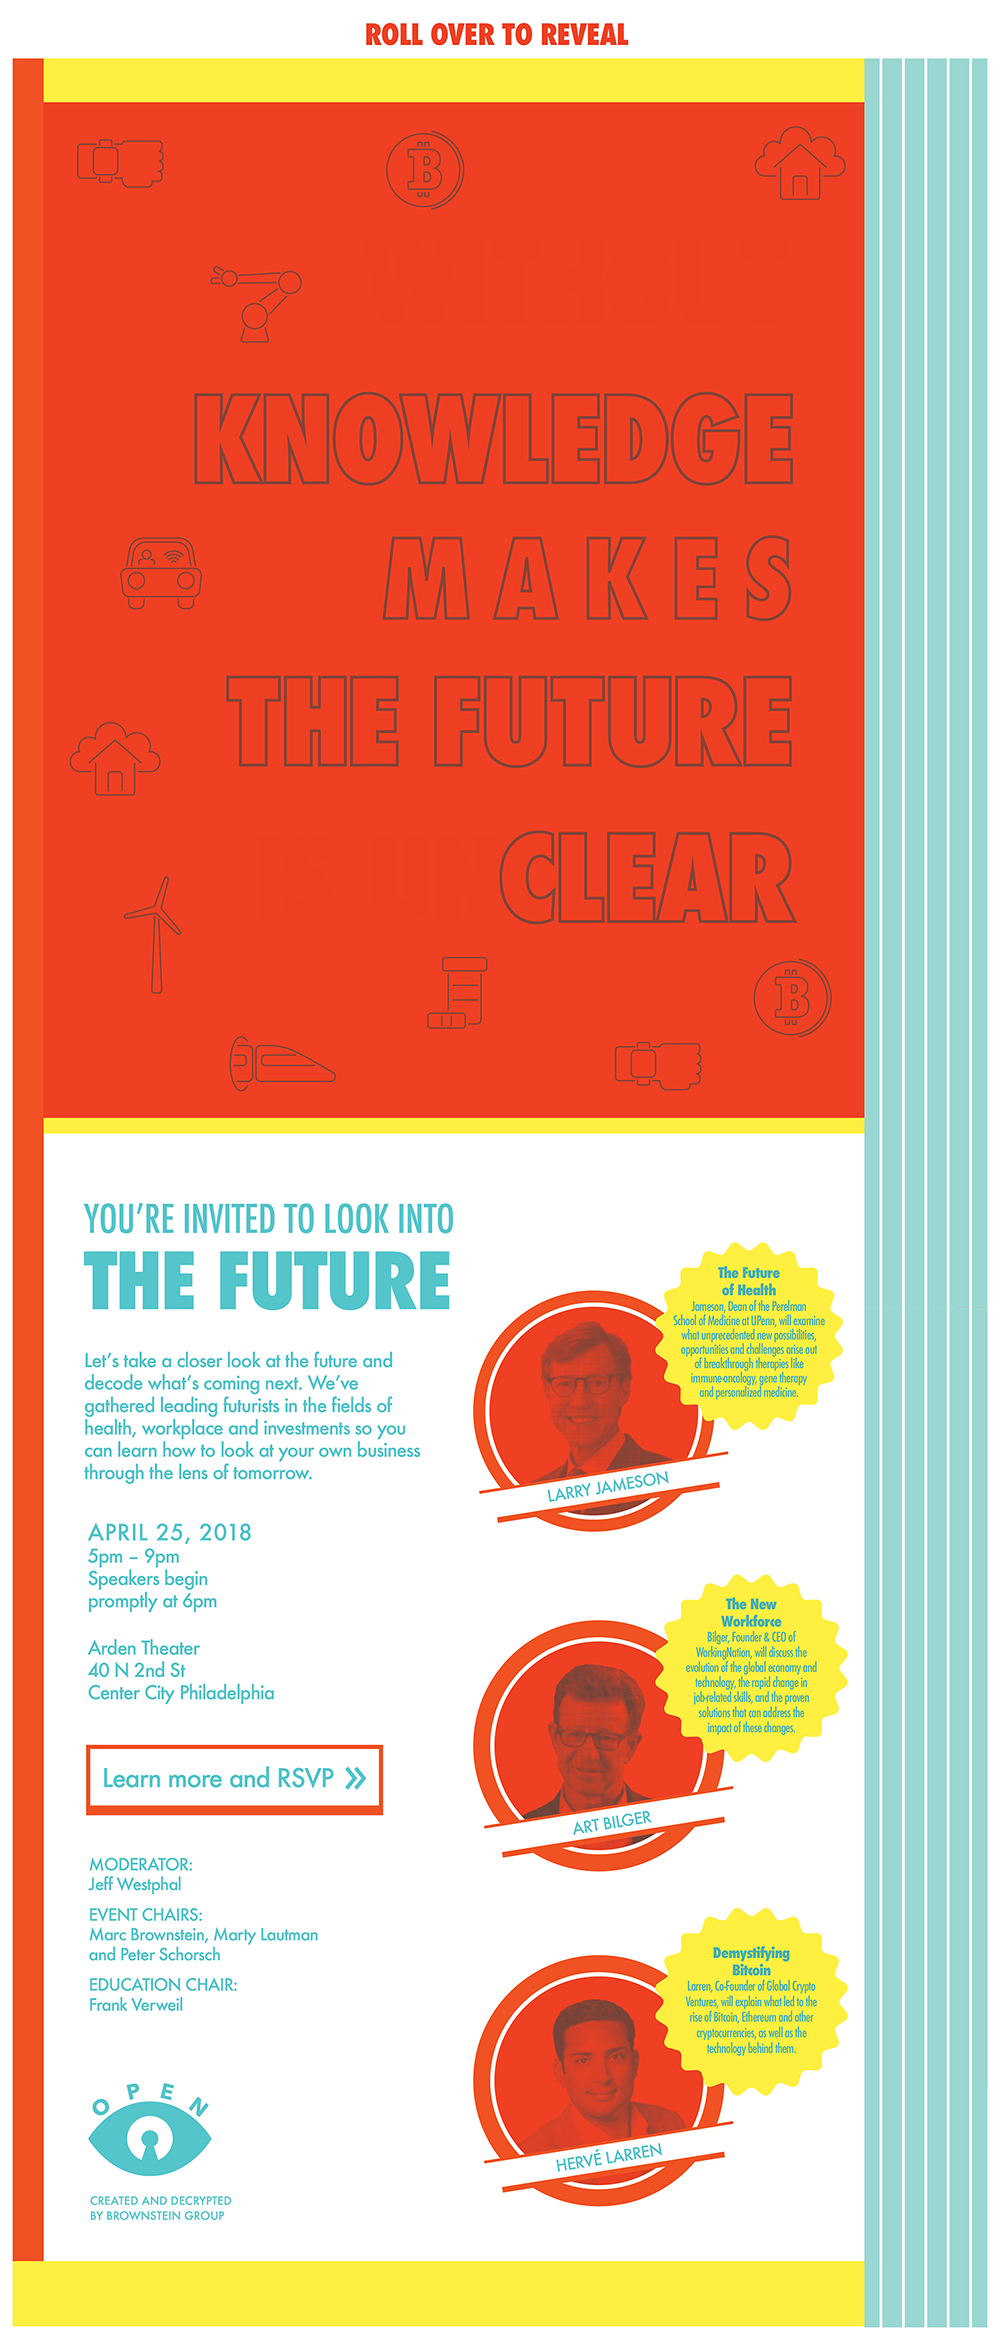 ROLL OVER TO REVEAL
KNOWLEDGE
MAKES
THE FUTURE
CLEAR
YOU'RE INVITED TO LOOK INTO
THE FUTURE
Let's take a closer look at the future and
decode what's coming next. We've
gathered leading futurists in the fields of
health, workplace and investments so you
can learn how to look at your own business
through the lens of tomorrow.
APRIL 25, 2018
5pm – 9pm
Speakers begin
promptly at 6pm
Arden Theater
40 N 2nd St
Center City Philadelphia
Learn more and RSVP »
MODERATOR:
Jeff Westphal
EVENT CHAIRS:
Marc Brownstein, Marty Lautman
and Peter Schorsch
EDUCATION CHAIR:
Frank Verweil
OPEN
CREATED AND DECRYPTED
BY BROWNSTEIN GROUP
The Future
of Health
Jameson, Dean of the Perelman
School of Medicine at UPenn, will examine
what unprecedented new possibilities,
opportunities and challenges arise out
of breakthrough therapies like
immune-oncology, gene therapy
and personalized medicine.
LARRY JAMESON
The New
Workforce
Bilger, Founder & CEO of
WorkingNation, will discuss the
evolution of the global economy and
technology, the rapid change in
job-related skills, and the proven
solutions that can address the
impact of these changes.
ART BILGER
Demystifying
Bitcoin
Larren, Co-Founder of Global Crypto
Ventures, will explain what led to the
rise of Bitcoin, Ethereum and other
cryptocurrencies, as well as the
technology behind them.
HERVÉ LARREN